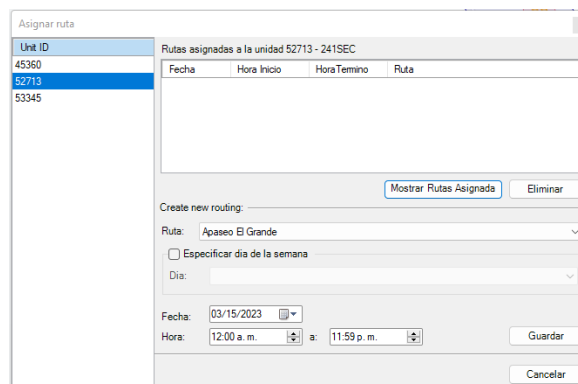 Asignar ruta
Unit ID
45360
52713
53345
Rutas asignadas a la unidad 52713 - 241SEC
Fecha Hora Inicio HoraTermino Ruta
Mostrar Rutas Asignada Eliminar
Create new routing:
Ruta: Apaseo El Grande
Especificar dia de la semana
Dia:
Fecha: 03/15/2023
Hora: 12:00 a. m. a: 11:59 p. m. Guardar
Cancelar